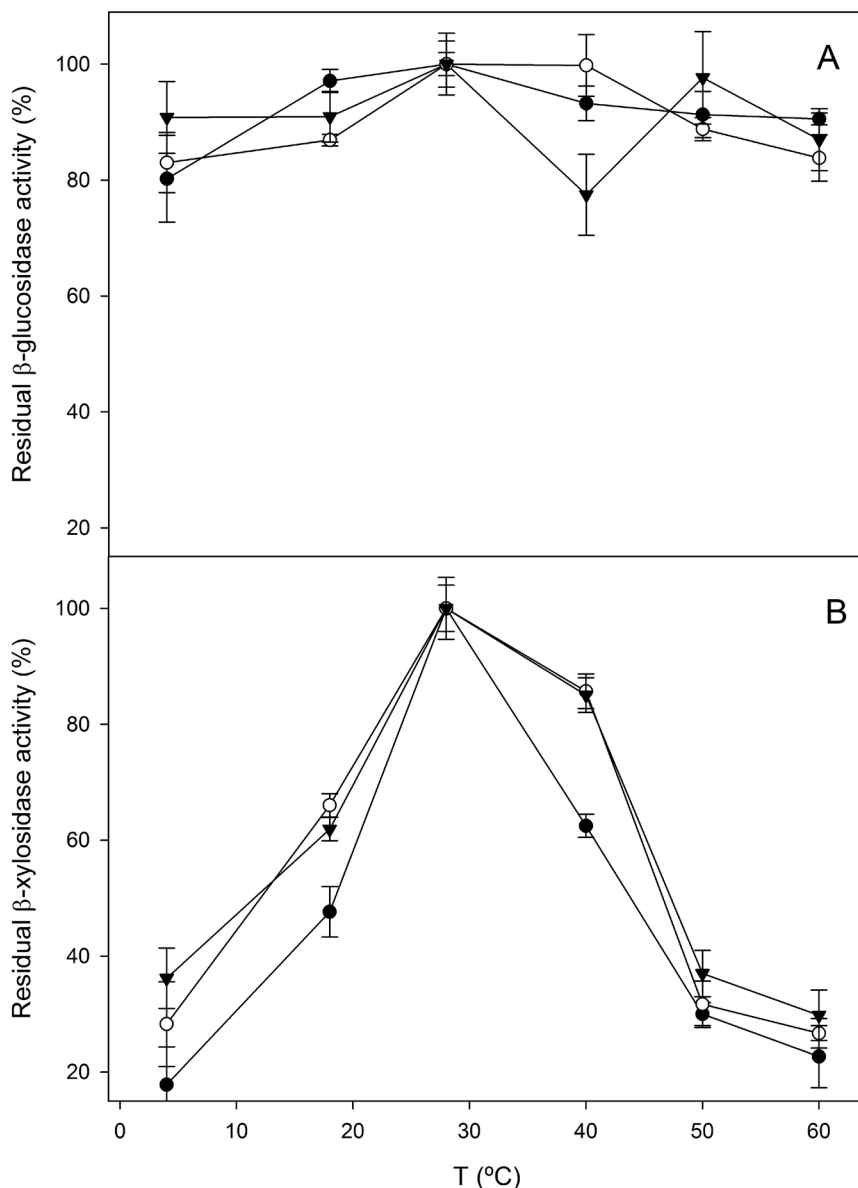 A
Residual β-glucosidase activity (%)
100
80
60
40
20
B
Residual β-xylosidase activity (%)
100
80
60
40
20
0 10 20 30 40 50 60
T (ºC)